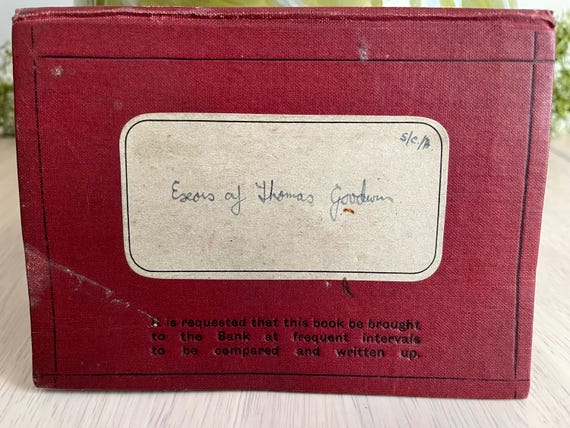 S/C/A
Exors of Thomas Goodwin
It is requested that this book be brought
to the Bank at frequent intervals
to be compared and written up.